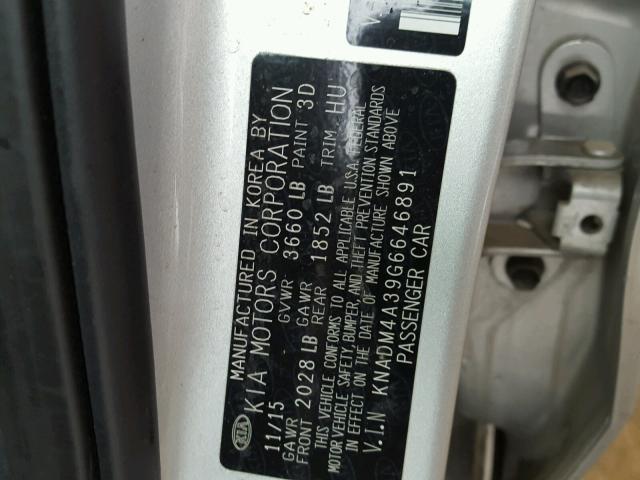 KIA
MANUFACTURED IN KOREA BY
KIA MOTORS CORPORATION
11/15 GVWR 3660 LB PAINT 3D
GAWR FRONT 2028 LB GAWR REAR 1852 LB TRIM HU
THIS VEHICLE CONFORMS TO ALL APPLICABLE U.S.A. FEDERAL
MOTOR VEHICLE SAFETY, BUMPER, AND THEFT PREVENTION STANDARDS
IN EFFECT ON THE DATE OF MANUFACTURE SHOWN ABOVE
V.I.N KNADM4A39G6646891
PASSENGER CAR
V